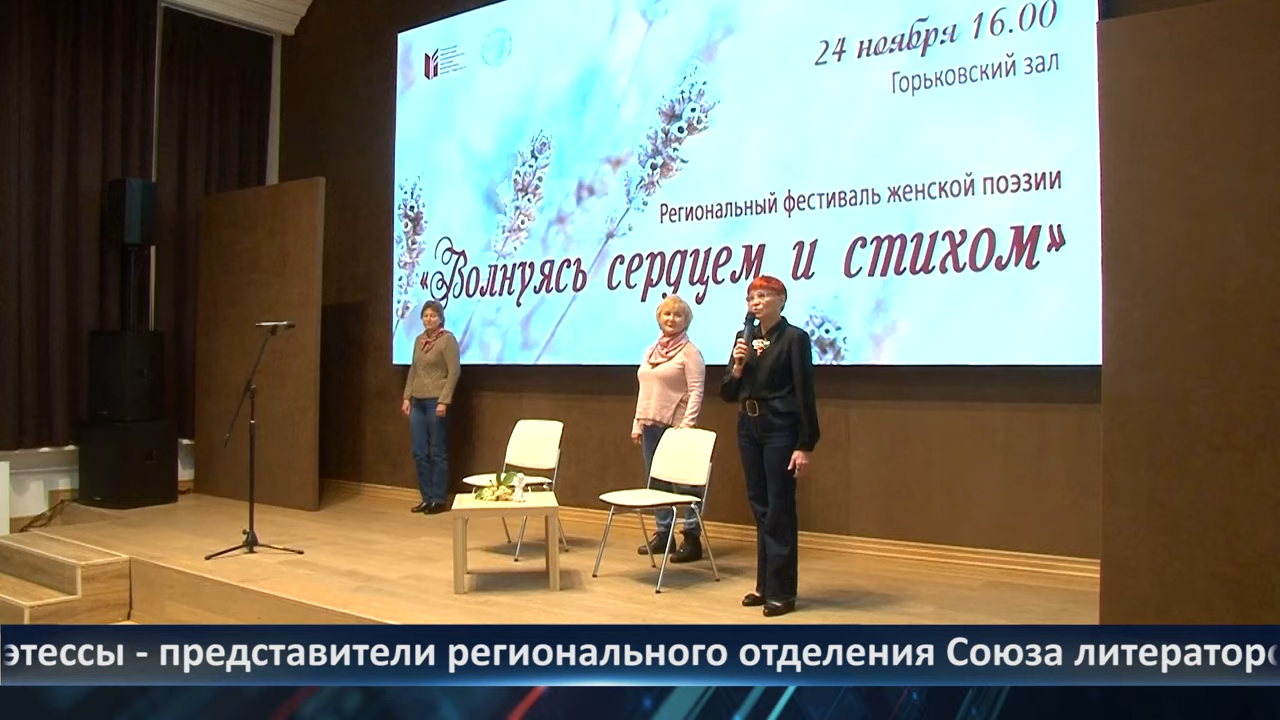 24 ноября 16.00
Горьковский зал
Региональный фестиваль женской поэзии
«Волнуясь сердцем и стихом»
этессы - представители регионального отделения Союза литераторо